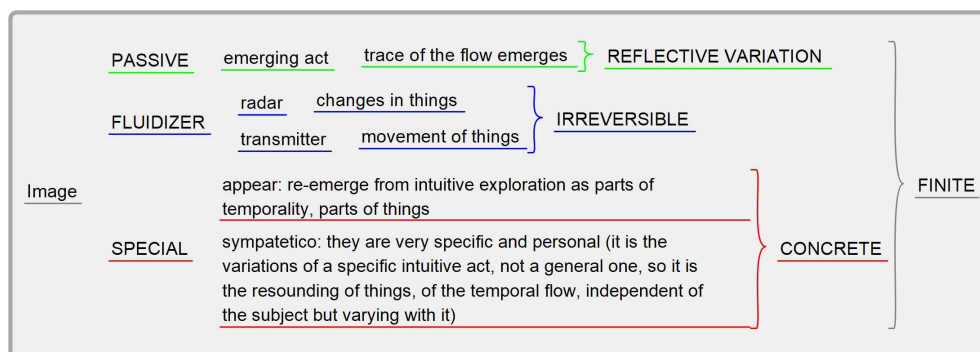 PASSIVE emerging act trace of the flow emerges REFLECTIVE VARIATION
radar changes in things
FLUIDIZER IRREVERSIBLE
transmitter movement of things
Image
appear: re-emerge from intuitive exploration as parts of
temporality, parts of things
FINITE
SPECIAL CONCRETE
sympatetico: they are very specific and personal (it is the
variations of a specific intuitive act, not a general one, so it is
the resounding of things, of the temporal flow, independent of
the subject but varying with it)